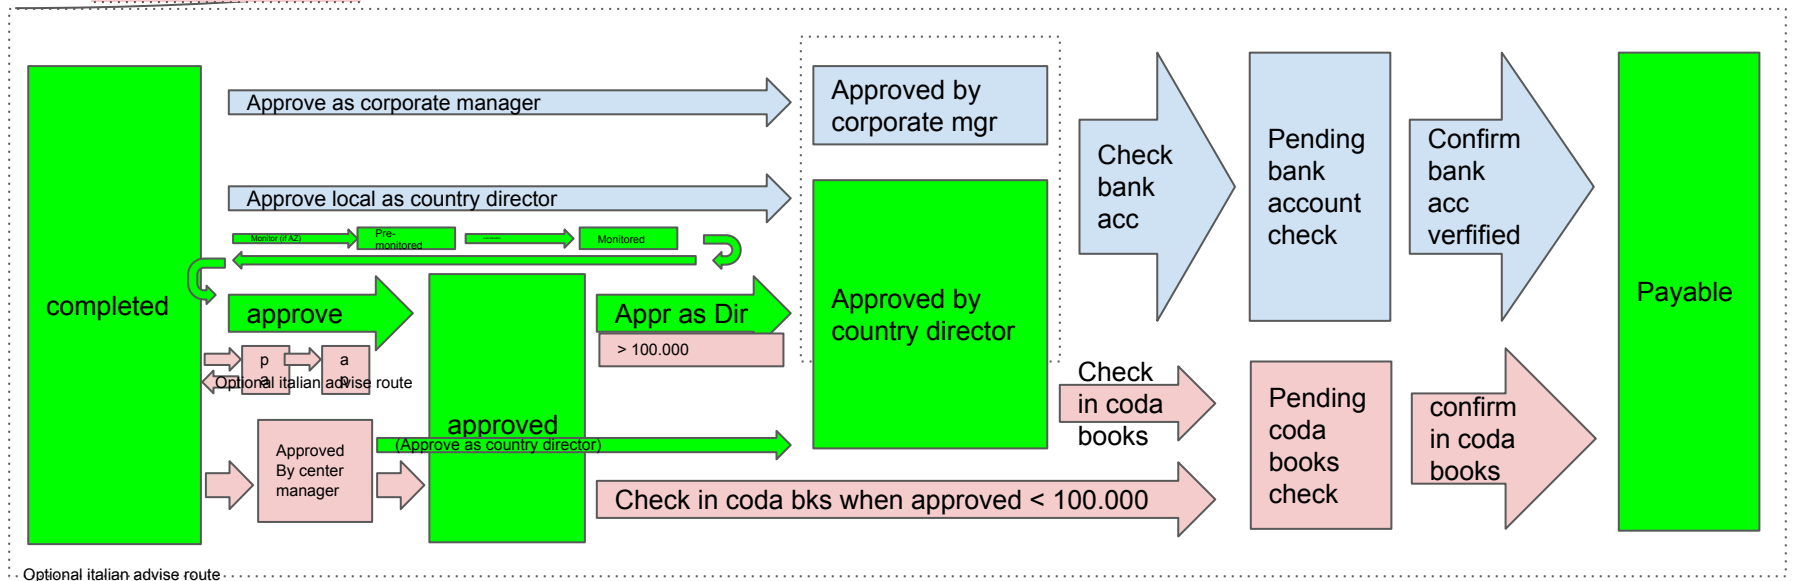 completed
Approve as corporate manager
Approve local as country director
Monitor (if AZ)
Pre-
monitored
Monitored
approve
p
a
a
Optional italian advise route
Approved
By center
manager
approved
(Approve as country director)
Appr as Dir
> 100.000
Check in coda bks when approved < 100.000
Approved by
corporate mgr
Approved by
country director
Check
bank
acc
Check
in coda
books
Pending
bank
account
check
Pending
coda
books
check
Confirm
bank
acc
verfified
confirm
in coda
books
Payable
Optional italian advise route